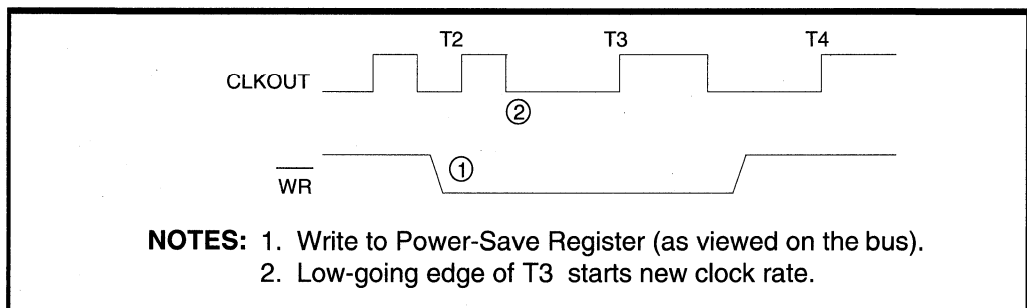 T2 T3 T4
CLKOUT
②
①
WR
NOTES: 1. Write to Power-Save Register (as viewed on the bus).
2. Low-going edge of T3 starts new clock rate.